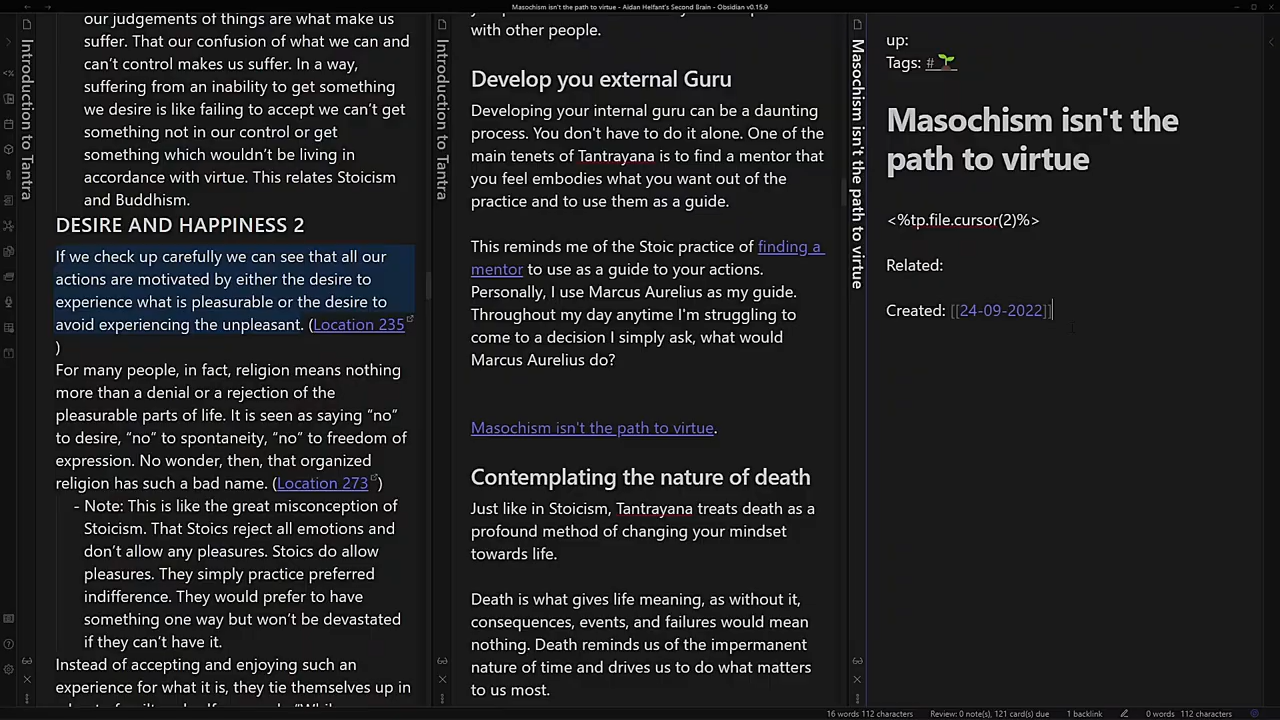 Masochism isn't the path to virtue - Aidan Helfant's Second Brain - Obsidian v0.15.9
Introduction to Tantra
our judgements of things are what make us
suffer. That our confusion of what we can and
can't control makes us suffer. In a way,
suffering from an inability to get something
we desire is like failing to accept we can't get
something not in our control or get
something which wouldn't be living in
accordance with virtue. This relates Stoicism
and Buddhism.
DESIRE AND HAPPINESS 2
If we check up carefully we can see that all our
actions are motivated by either the desire to
experience what is pleasurable or the desire to
avoid experiencing the unpleasant. (Location 235
)
For many people, in fact, religion means nothing
more than a denial or a rejection of the
pleasurable parts of life. It is seen as saying “no”
to desire, “no” to spontaneity, “no” to freedom of
expression. No wonder, then, that organized
religion has such a bad name. (Location 273)
- Note: This is like the great misconception of
Stoicism. That Stoics reject all emotions and
don't allow any pleasures. Stoics do allow
pleasures. They simply practice preferred
indifference. They would prefer to have
something one way but won't be devastated
if they can't have it.
Instead of accepting and enjoying such an
experience for what it is, they tie themselves up in
Introduction to Tantra
with other people.
Develop you external Guru
Developing your internal guru can be a daunting
process. You don't have to do it alone. One of the
main tenets of Tantrayana is to find a mentor that
you feel embodies what you want out of the
practice and to use them as a guide.
This reminds me of the Stoic practice of finding a
mentor to use as a guide to your actions.
Personally, I use Marcus Aurelius as my guide.
Throughout my day anytime I'm struggling to
come to a decision I simply ask, what would
Marcus Aurelius do?
Masochism isn't the path to virtue.
Contemplating the nature of death
Just like in Stoicism, Tantrayana treats death as a
profound method of changing your mindset
towards life.
Death is what gives life meaning, as without it,
consequences, events, and failures would mean
nothing. Death reminds us of the impermanent
nature of time and drives us to do what matters
to us most.
Masochism isn't the path to virtue
up:
Tags: #🌱
Masochism isn't the
path to virtue
<%tp.file.cursor(2)%>
Related:
Created: [[24-09-2022]]
16 words 112 characters
Review: 0 note(s), 121 card(s) due
1 backlink
0 words 112 characters